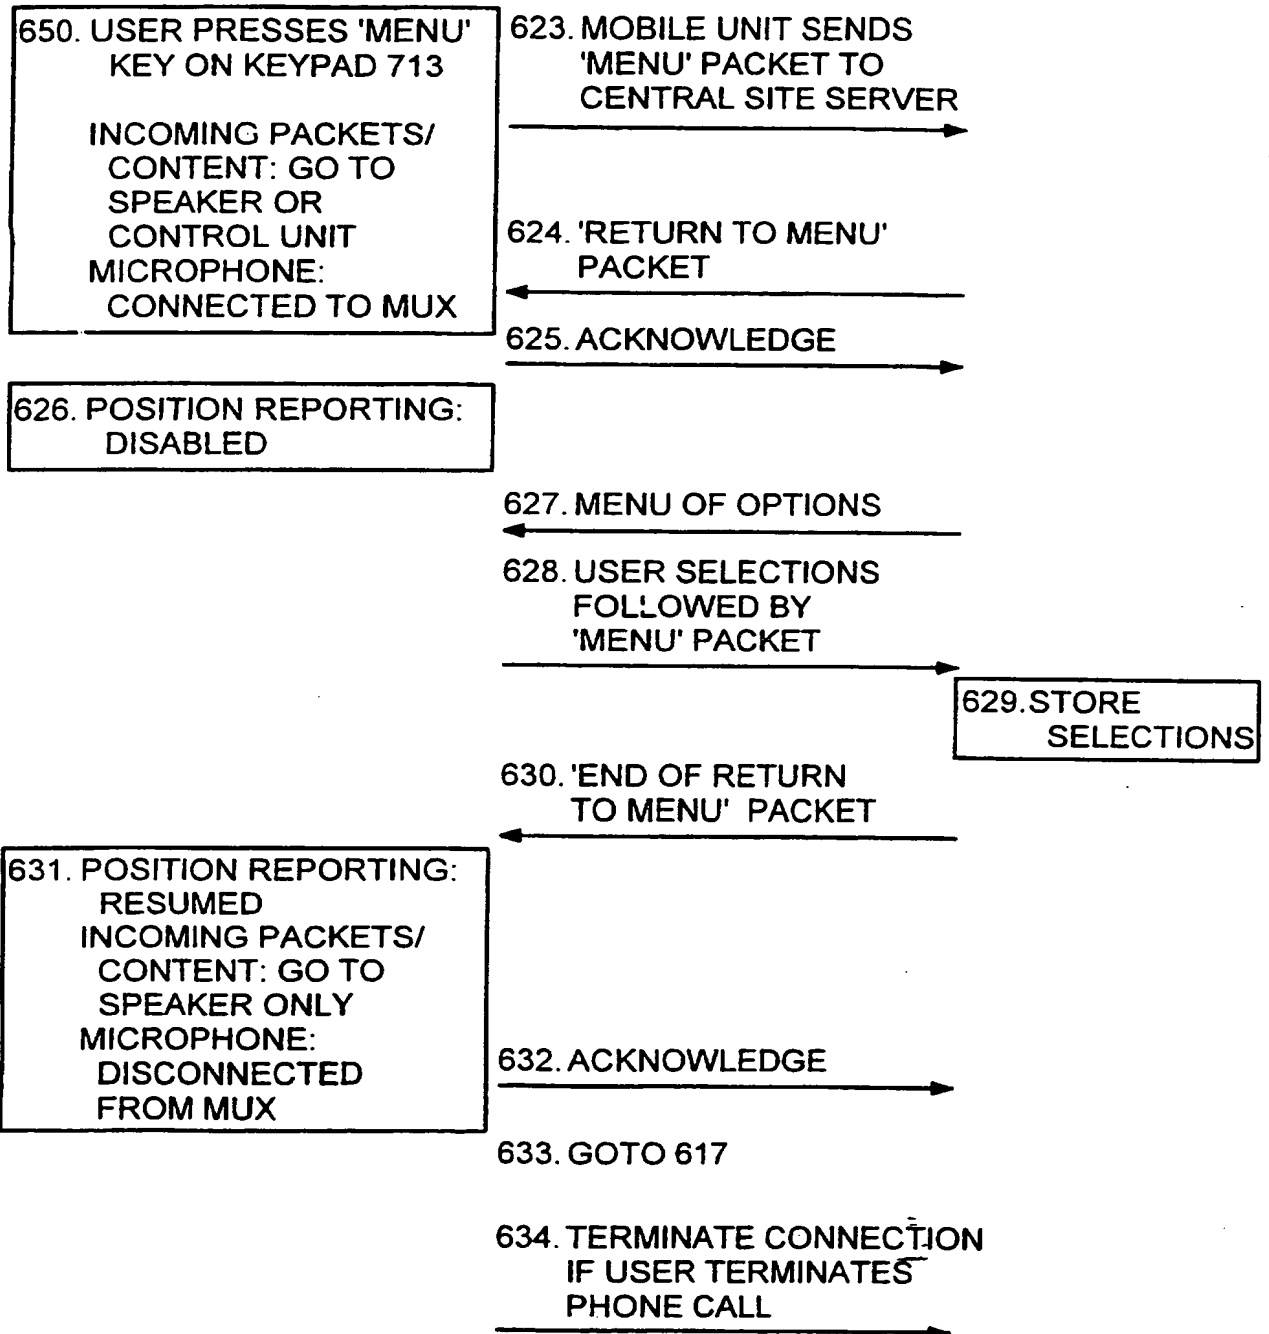 650. USER PRESSES 'MENU'
KEY ON KEYPAD 713
INCOMING PACKETS/
CONTENT: GO TO
SPEAKER OR
CONTROL UNIT
MICROPHONE:
CONNECTED TO MUX
623. MOBILE UNIT SENDS
'MENU' PACKET TO
CENTRAL SITE SERVER
624. 'RETURN TO MENU'
PACKET
625. ACKNOWLEDGE
626. POSITION REPORTING:
DISABLED
627. MENU OF OPTIONS
628. USER SELECTIONS
FOLLOWED BY
'MENU' PACKET
629. STORE
SELECTIONS
630. 'END OF RETURN
TO MENU' PACKET
631. POSITION REPORTING:
RESUMED
INCOMING PACKETS/
CONTENT: GO TO
SPEAKER ONLY
MICROPHONE:
DISCONNECTED
FROM MUX
632. ACKNOWLEDGE
633. GOTO 617
634. TERMINATE CONNECTION
IF USER TERMINATES
PHONE CALL